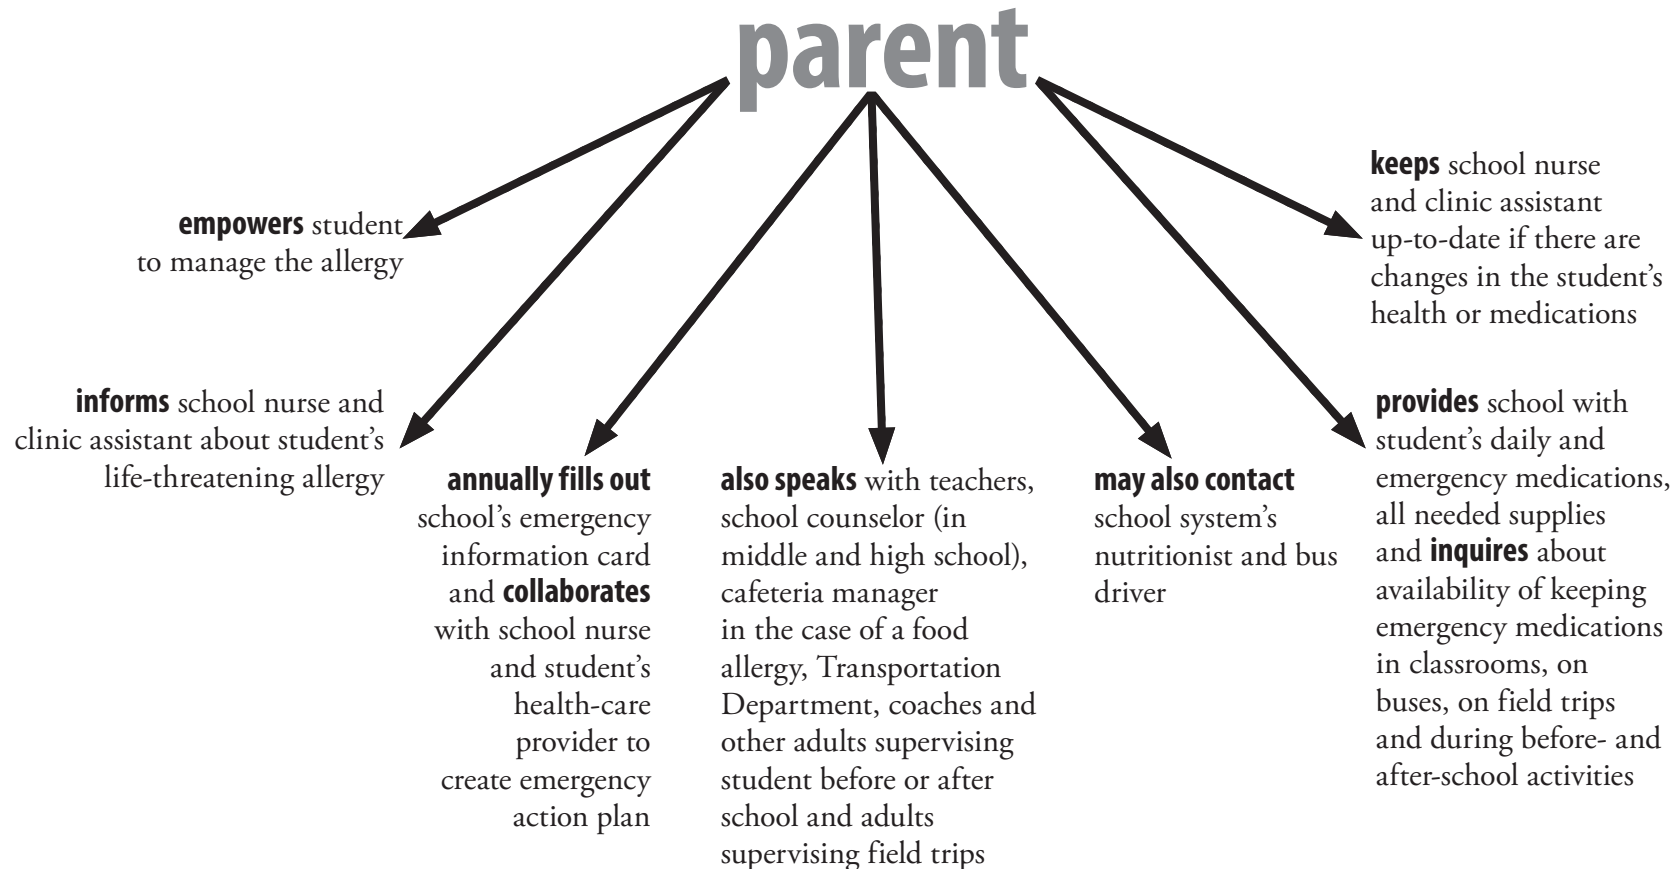 parent
empowers student
to manage the allergy
informs school nurse and
clinic assistant about student’s
life-threatening allergy
annually fills out
school’s emergency
information card
and collaborates
with school nurse
and student’s
health-care
provider to
create emergency
action plan
also speaks with teachers,
school counselor (in
middle and high school),
cafeteria manager
in the case of a food
allergy, Transportation
Department, coaches and
other adults supervising
student before or after
school and adults
supervising field trips
may also contact
school system’s
nutritionist and bus
driver
keeps school nurse
and clinic assistant
up-to-date if there are
changes in the student’s
health or medications
provides school with
student’s daily and
emergency medications,
all needed supplies
and inquires about
availability of keeping
emergency medications
in classrooms, on
buses, on field trips
and during before- and
after-school activities